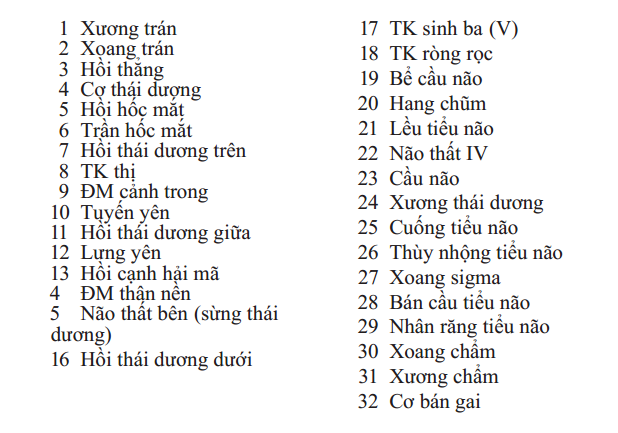 1 Xương trán
2 Xoang trán
3 Hồi thẳng
4 Cơ thái dương
5 Hồi hốc mắt
6 Trần hốc mắt
7 Hồi thái dương trên
8 TK thị
9 ĐM cảnh trong
10 Tuyến yên
11 Hồi thái dương giữa
12 Lưng yên
13 Hồi cạnh hải mã
4 ĐM thân nền
5 Não thất bên (sừng thái
dương)
16 Hồi thái dương dưới
17 TK sinh ba (V)
18 TK ròng rọc
19 Bể cầu não
20 Hang chũm
21 Lều tiểu não
22 Não thất IV
23 Cầu não
24 Xương thái dương
25 Cuống tiểu não
26 Thùy nhộng tiểu não
27 Xoang sigma
28 Bán cầu tiểu não
29 Nhân răng tiểu não
30 Xoang chẩm
31 Xương chẩm
32 Cơ bán gai